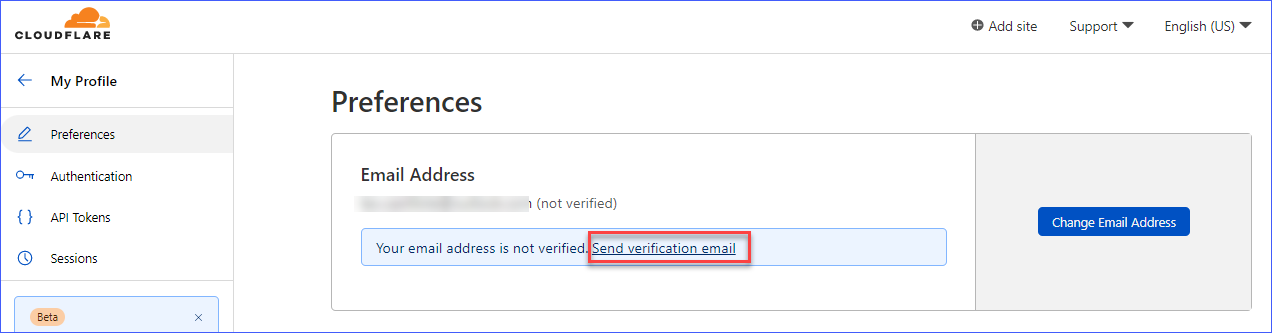 CLOUDFLARE
Add site Support English (US)
My Profile
Preferences
Preferences
Authentication
API Tokens
Sessions
Beta
Email Address
(not verified)
Your email address is not verified. Send verification email
Change Email Address